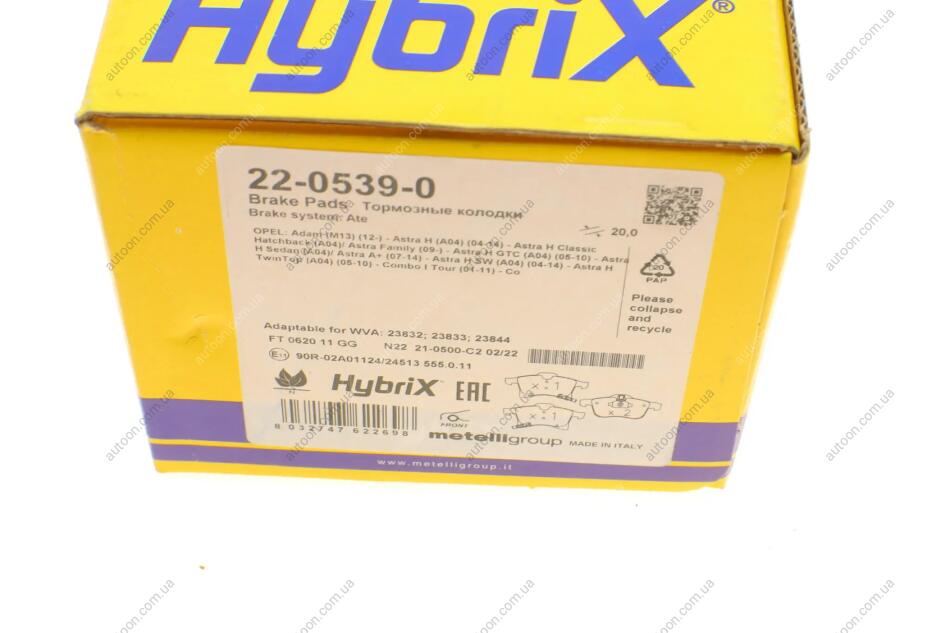 HybriX®
22-0539-0
Brake Pads Тормозные колодки
Brake system: Ate
20,0
OPEL: Adam (M13) (12-) - Astra H (A04) (04-14) - Astra H Classic
Hatchback (A04)/ Astra Family (09-) - Astra H GTC (A04) (05-10) - Astra
H Sedan (A04)/ Astra A+ (07-14) - Astra H SW (A04) (04-14) - Astra H
TwinTop (A04) (05-10) - Combo I Tour (01-11) - Co
20
PAP
Please
collapse
and
recycle
Adaptable for WVA: 23832; 23833; 23844
FT 0620 11 GG N22 21-0500-C2 02/22
E11 90R-02A01124/24513 555.0.11
HybriX EAC
x 1
x 1
x 2
FRONT
8 032747 622698
metelligroup MADE IN ITALY
www.metelligroup.it
autoon.com.ua